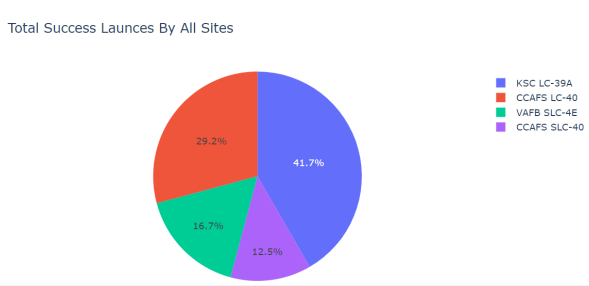 Total Success Launces By All Sites
KSC LC-39A
CCAFS LC-40
VAFB SLC-4E
CCAFS SLC-40
29.2%
41.7%
16.7%
12.5%